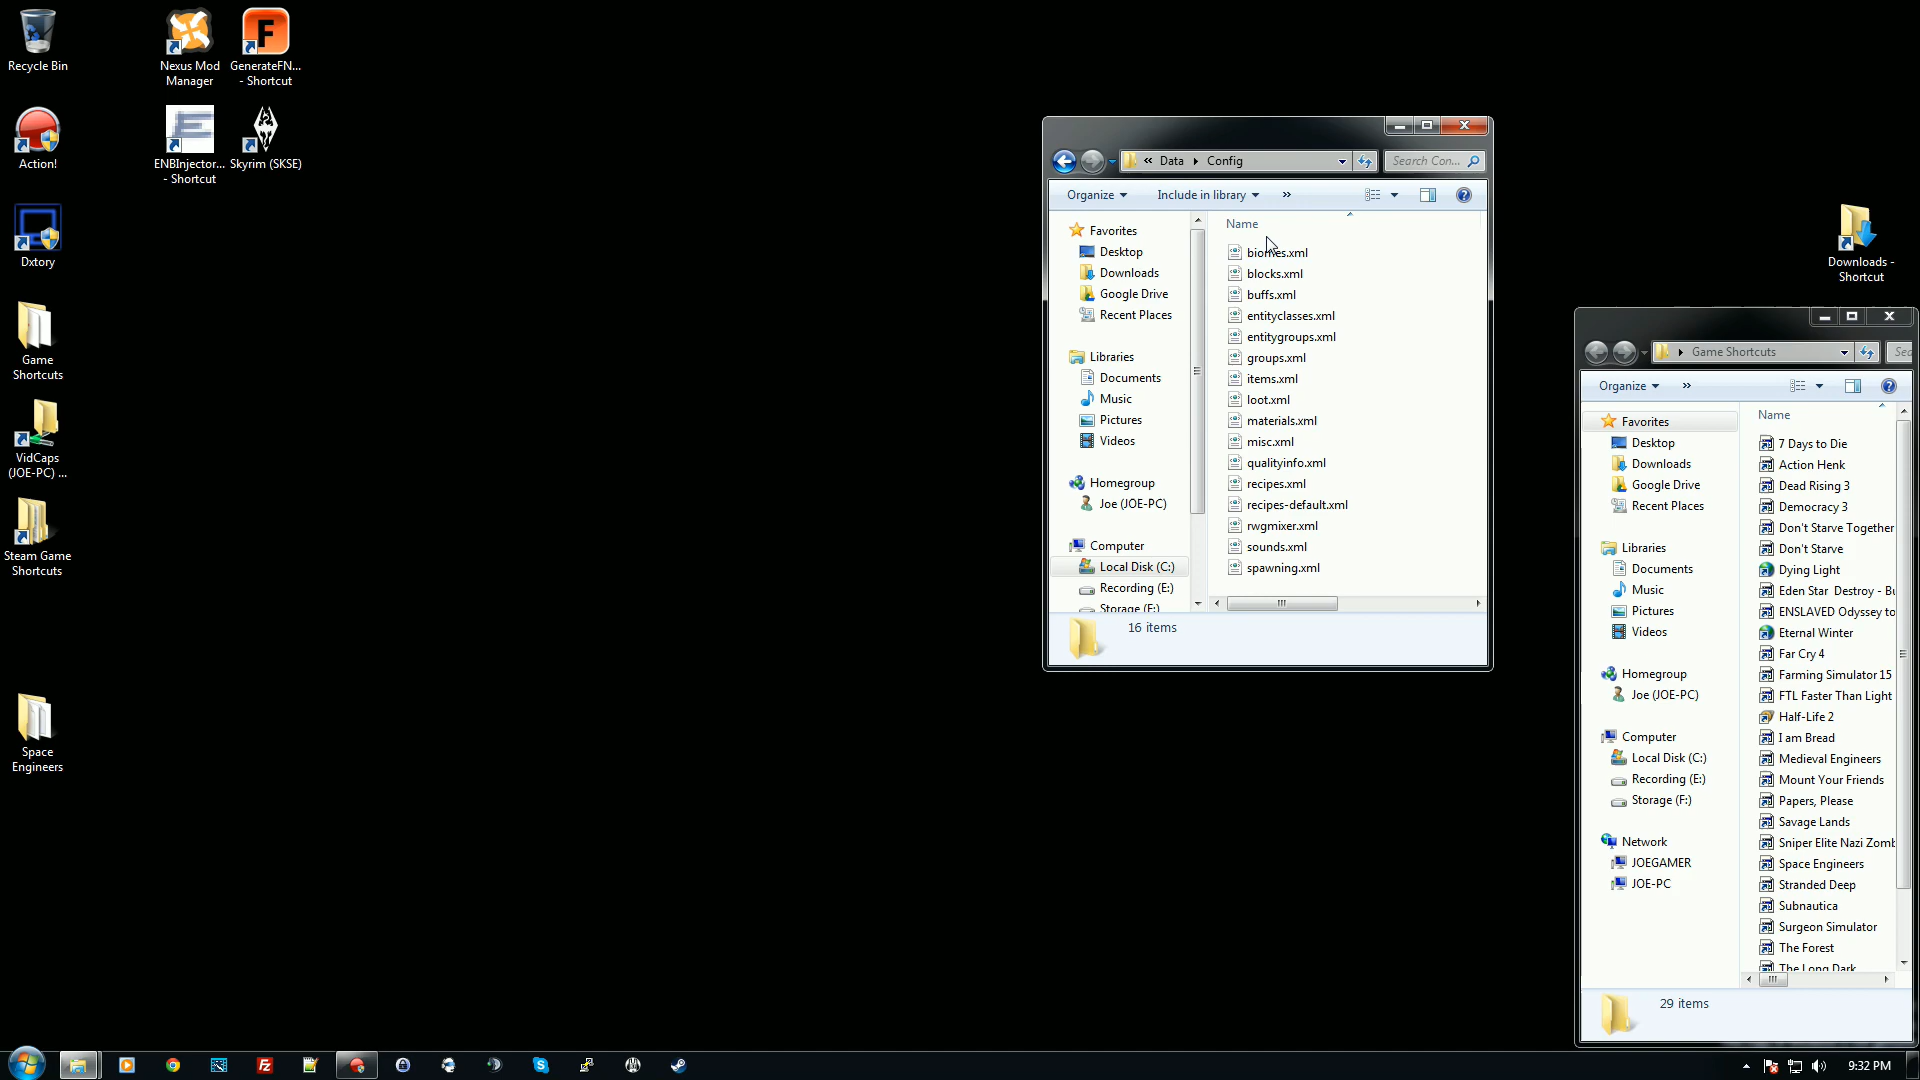 Recycle Bin
Nexus Mod
Manager
GenerateFN...
- Shortcut
Action!
ENBInjector...
- Shortcut
Skyrim (SKSE)
Dxtory
Game
Shortcuts
VidCaps
(JOE-PC) ...
Steam Game
Shortcuts
Space
Engineers
Downloads -
Shortcut
« Data Config
Search Con...
Organize
Include in library
»
Favorites
Desktop
Downloads
Google Drive
Recent Places
Libraries
Documents
Music
Pictures
Videos
Homegroup
Joe (JOE-PC)
Computer
Local Disk (C:)
Recording (E:)
Storage (F:)
Name
biomes.xml
blocks.xml
buffs.xml
entityclasses.xml
entitygroups.xml
groups.xml
items.xml
loot.xml
materials.xml
misc.xml
qualityinfo.xml
recipes.xml
recipes-default.xml
rwgmixer.xml
sounds.xml
spawning.xml
16 items
Game Shortcuts
Sea
Organize
»
Favorites
Desktop
Downloads
Google Drive
Recent Places
Libraries
Documents
Music
Pictures
Videos
Homegroup
Joe (JOE-PC)
Computer
Local Disk (C:)
Recording (E:)
Storage (F:)
Network
JOEGAMER
JOE-PC
Name
7 Days to Die
Action Henk
Dead Rising 3
Democracy 3
Don't Starve Together
Don't Starve
Dying Light
Eden Star Destroy - Bu
ENSLAVED Odyssey to
Eternal Winter
Far Cry 4
Farming Simulator 15
FTL Faster Than Light
Half-Life 2
I am Bread
Medieval Engineers
Mount Your Friends
Papers, Please
Savage Lands
Sniper Elite Nazi Zomb
Space Engineers
Stranded Deep
Subnautica
Surgeon Simulator
The Forest
The Long Dark
29 items
9:32 PM